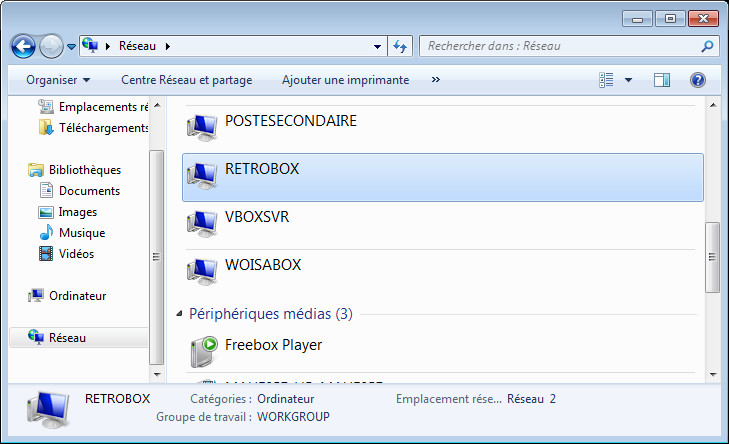 Réseau
Rechercher dans : Réseau
Organiser
Centre Réseau et partage
Ajouter une imprimante
»
Emplacements ré
Téléchargements
Bibliothèques
Documents
Images
Musique
Vidéos
Ordinateur
Réseau
POSTESECONDAIRE
RETROBOX
VBOXSVR
WOISABOX
Périphériques médias (3)
Freebox Player
RETROBOX
Catégories : Ordinateur
Emplacement rése... Réseau 2
Groupe de travail : WORKGROUP